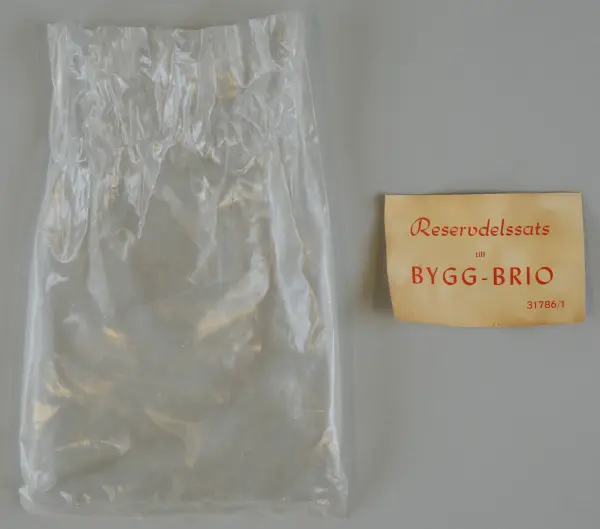 Reservdelssats
till
BYGG-BRIO
31786/1